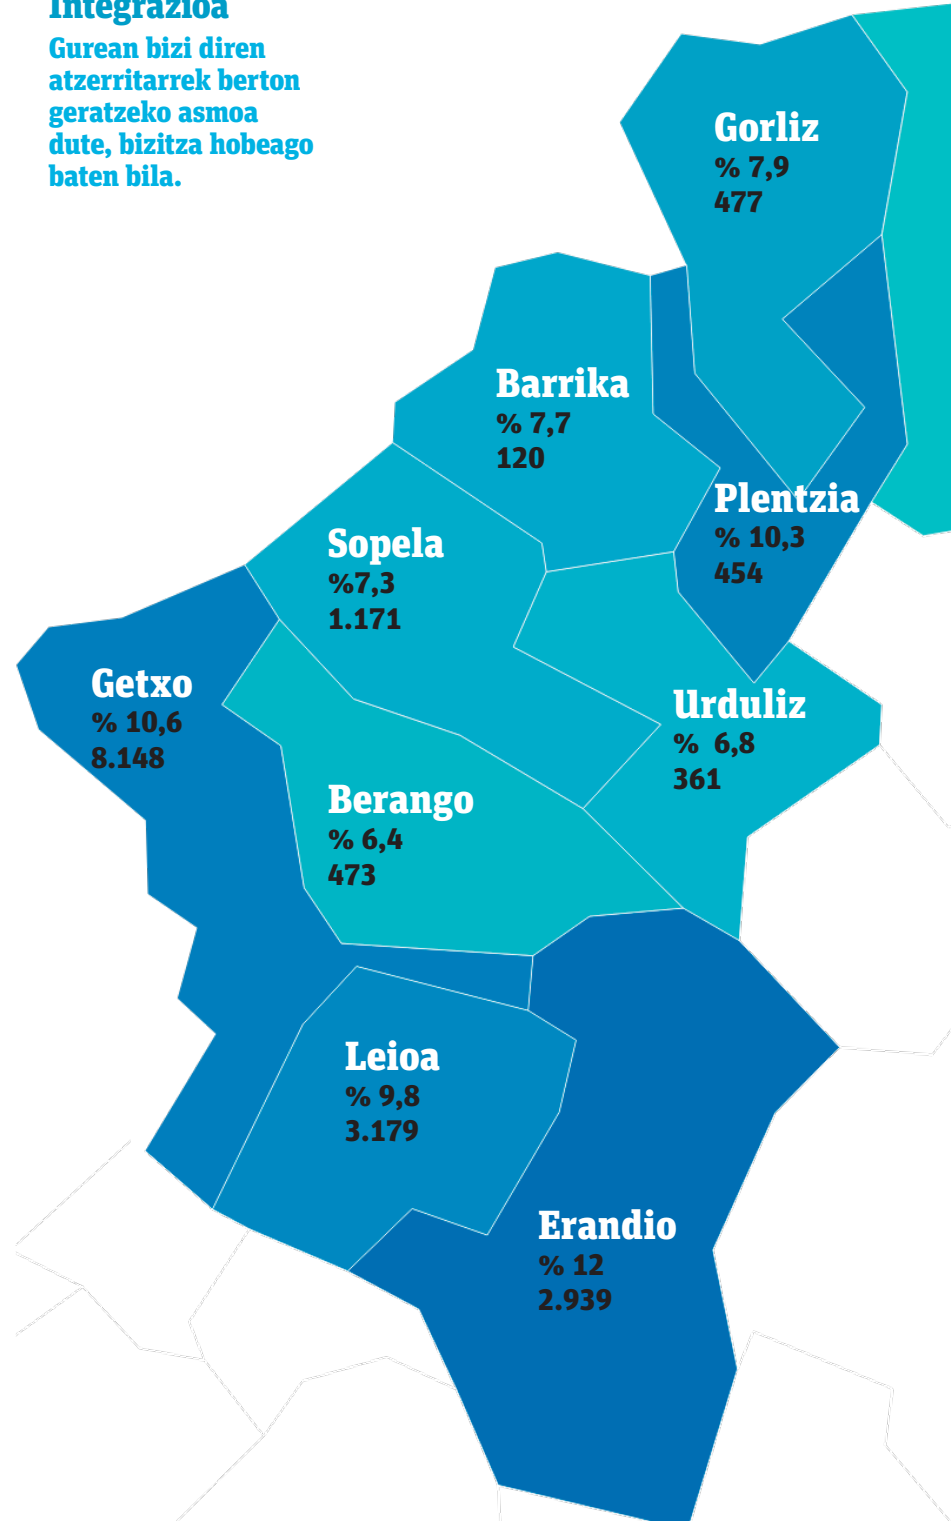 Integrazioa
Gurean bizi diren
atzerritarrek berton
geratzeko asmoa
dute, bizitza hobeago
baten bila.
Gorliz
% 7,9
477
Barrika
% 7,7
120
Plentzia
% 10,3
454
Sopela
%7,3
1.171
Getxo
% 10,6
8.148
Urduliz
% 6,8
361
Berango
% 6,4
473
Leioa
% 9,8
3.179
Erandio
% 12
2.939